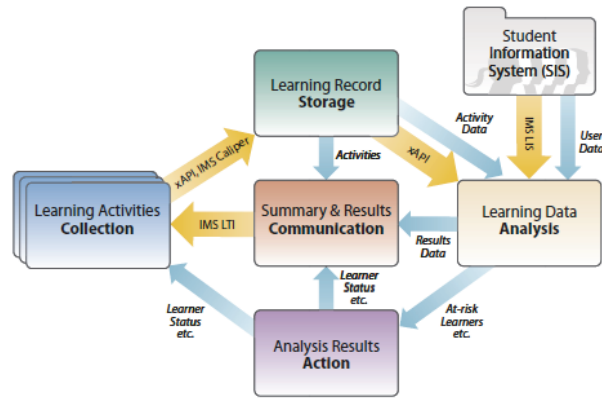 Student
Information
System (SIS)
Learning Record
Storage
Activity
Data
IMS LIS
User
Data
xAPI, IMS Caliper
Activities
xApI
Learning Activities
Collection
IMS LTI
Summary & Results
Communication
Results
Data
Learning Data
Analysis
Learner
Status
etc.
Learner
Status
etc.
At-risk
Learners
etc.
Analysis Results
Action